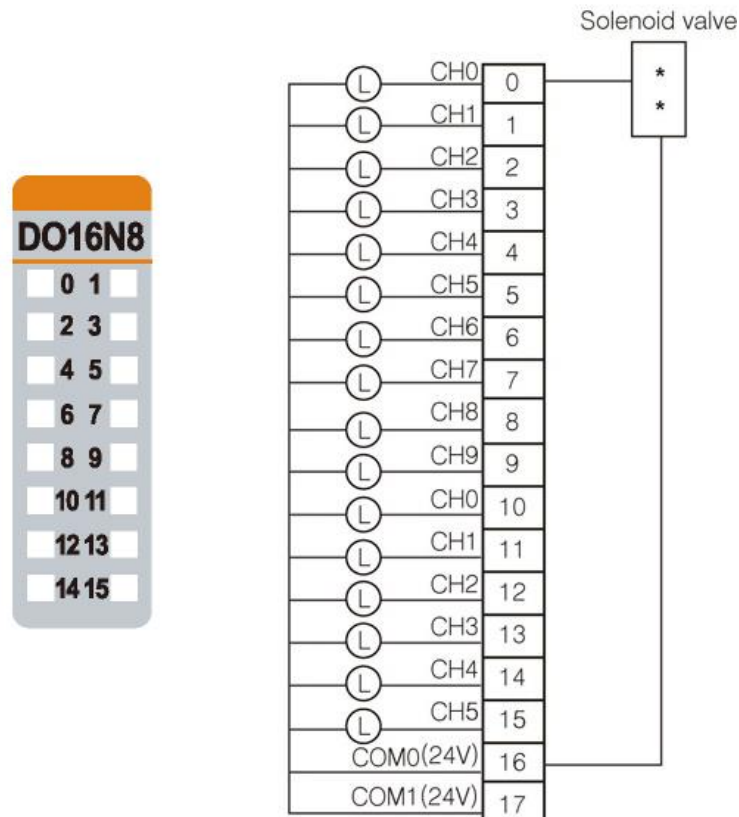 Solenoid valve
*
*
DO16N8
0 1
2 3
4 5
6 7
8 9
10 11
12 13
14 15
L CH0 0
L CH1 1
L CH2 2
L CH3 3
L CH4 4
L CH5 5
L CH6 6
L CH7 7
L CH8 8
L CH9 9
L CH0 10
L CH1 11
L CH2 12
L CH3 13
L CH4 14
L CH5 15
COM0(24V) 16
COM1(24V) 17